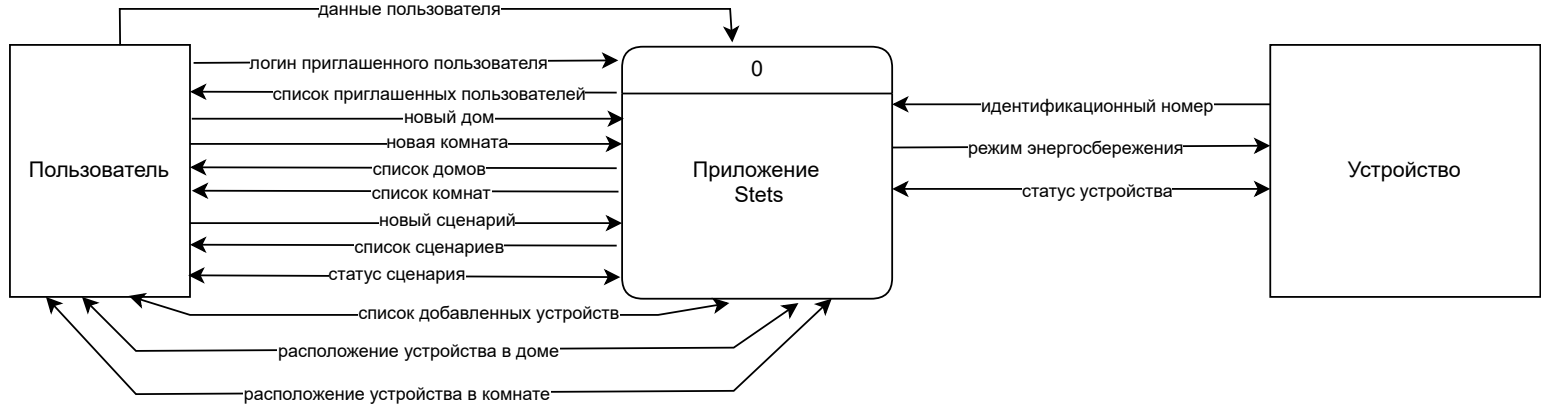 данные пользователя
0
логин приглашенного пользователя
список приглашенных пользователей
новый дом
новая комната
список домов
список комнат
новый сценарий
список сценариев
статус сценария
список добавленных устройств
расположение устройства в доме
расположение устройства в комнате
Пользователь
Приложение
Stets
идентификационный номер
режим энергосбережения
статус устройства
Устройство